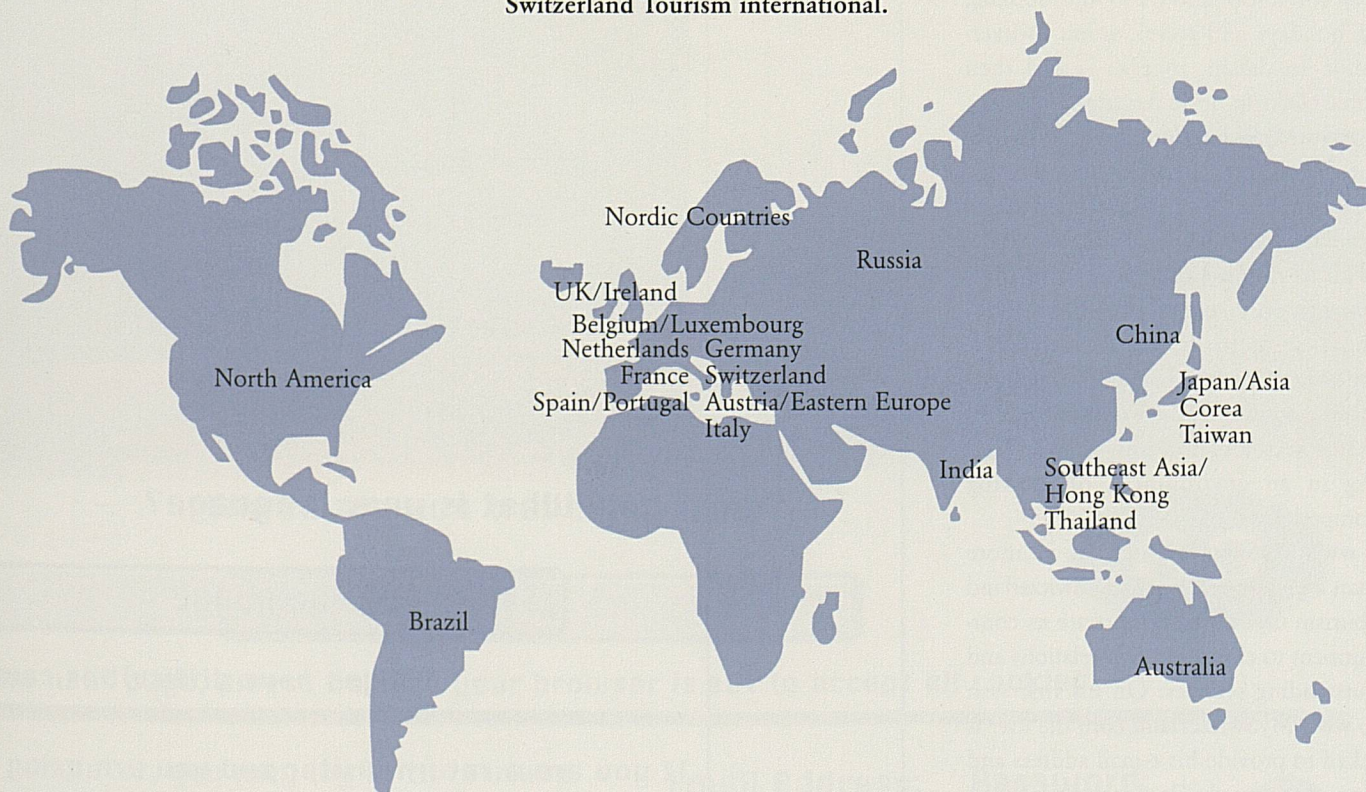 Switzerland Tourism international.
Nordic Countries
Russia
UK/Ireland
Belgium/Luxembourg
Netherlands Germany
France Switzerland
Spain/Portugal Austria/Eastern Europe
Italy
North America
China
Japan/Asia
Corea
Taiwan
India
Southeast Asia/
Hong Kong
Thailand
Brazil
Australia